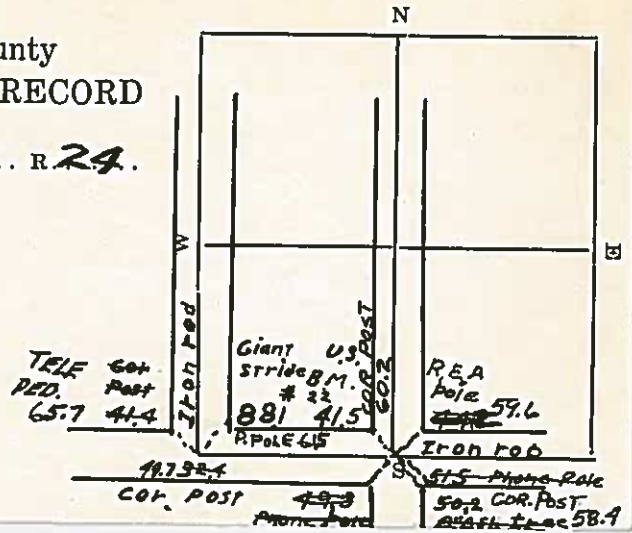 N
unty
RECORD
. . R. 24 . .
W
E
Iron rod
COR. POST
60.2
TELE
PED.
65.7
Cor
Post
41.4
Giant
Stride
#
881
U.S.
B.M.
22
41.5
P. POLE 61.5
R.E.A
Pole
59.6
Iron rod
S
Cor. Post
49.3
Phone Pole
51.5 Phone Pole
50.2 COR. POST
58.4